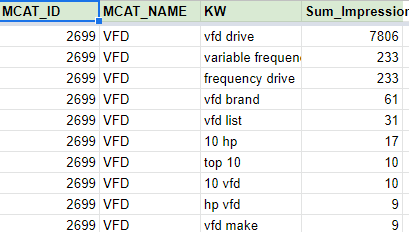 MCAT_ID MCAT_NAME KW Sum_Impression
2699 VFD vfd drive 7806
2699 VFD variable frequen 233
2699 VFD frequency drive 233
2699 VFD vfd brand 61
2699 VFD vfd list 31
2699 VFD 10 hp 17
2699 VFD top 10 10
2699 VFD 10 vfd 10
2699 VFD hp vfd 9
2699 VFD vfd make 9